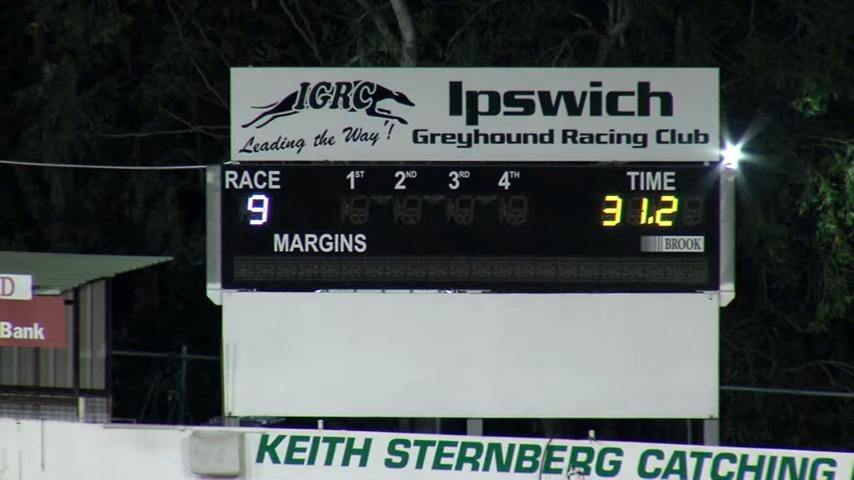 IGRC
Leading the Way!
Ipswich
Greyhound Racing Club
RACE 1ST 2ND 3RD 4TH TIME
9 31.2
MARGINS BROOK
D
Bank
KEITH STERNBERG CATCHING